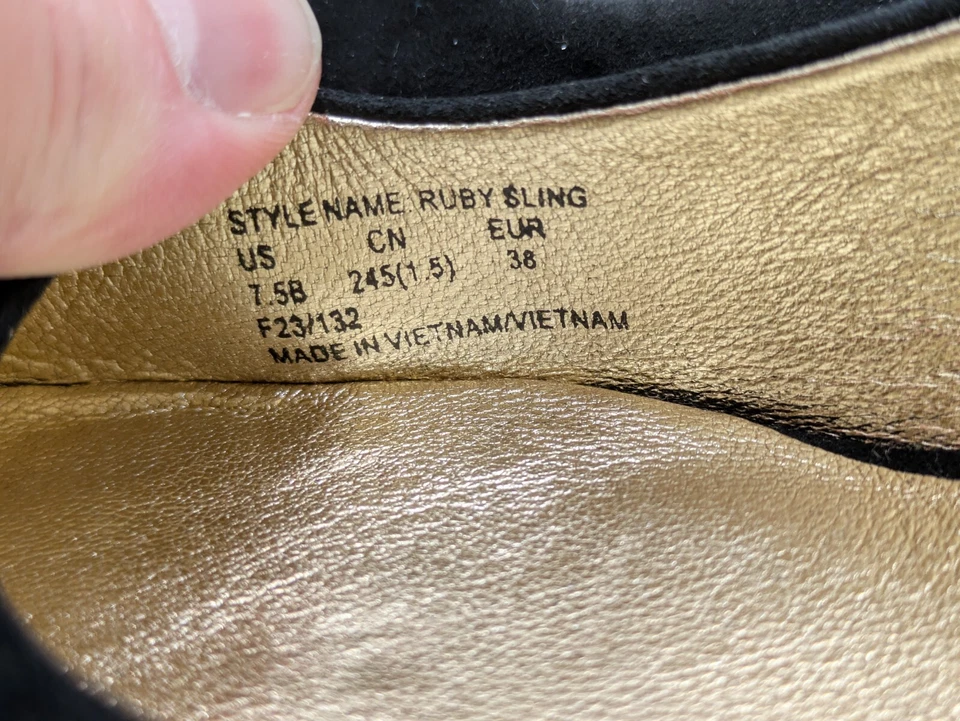 STYLE NAME. RUBY SLING
US CN EUR
7.5B 245(1.5) 38
F23/132
MADE IN VIETNAM/VIETNAM